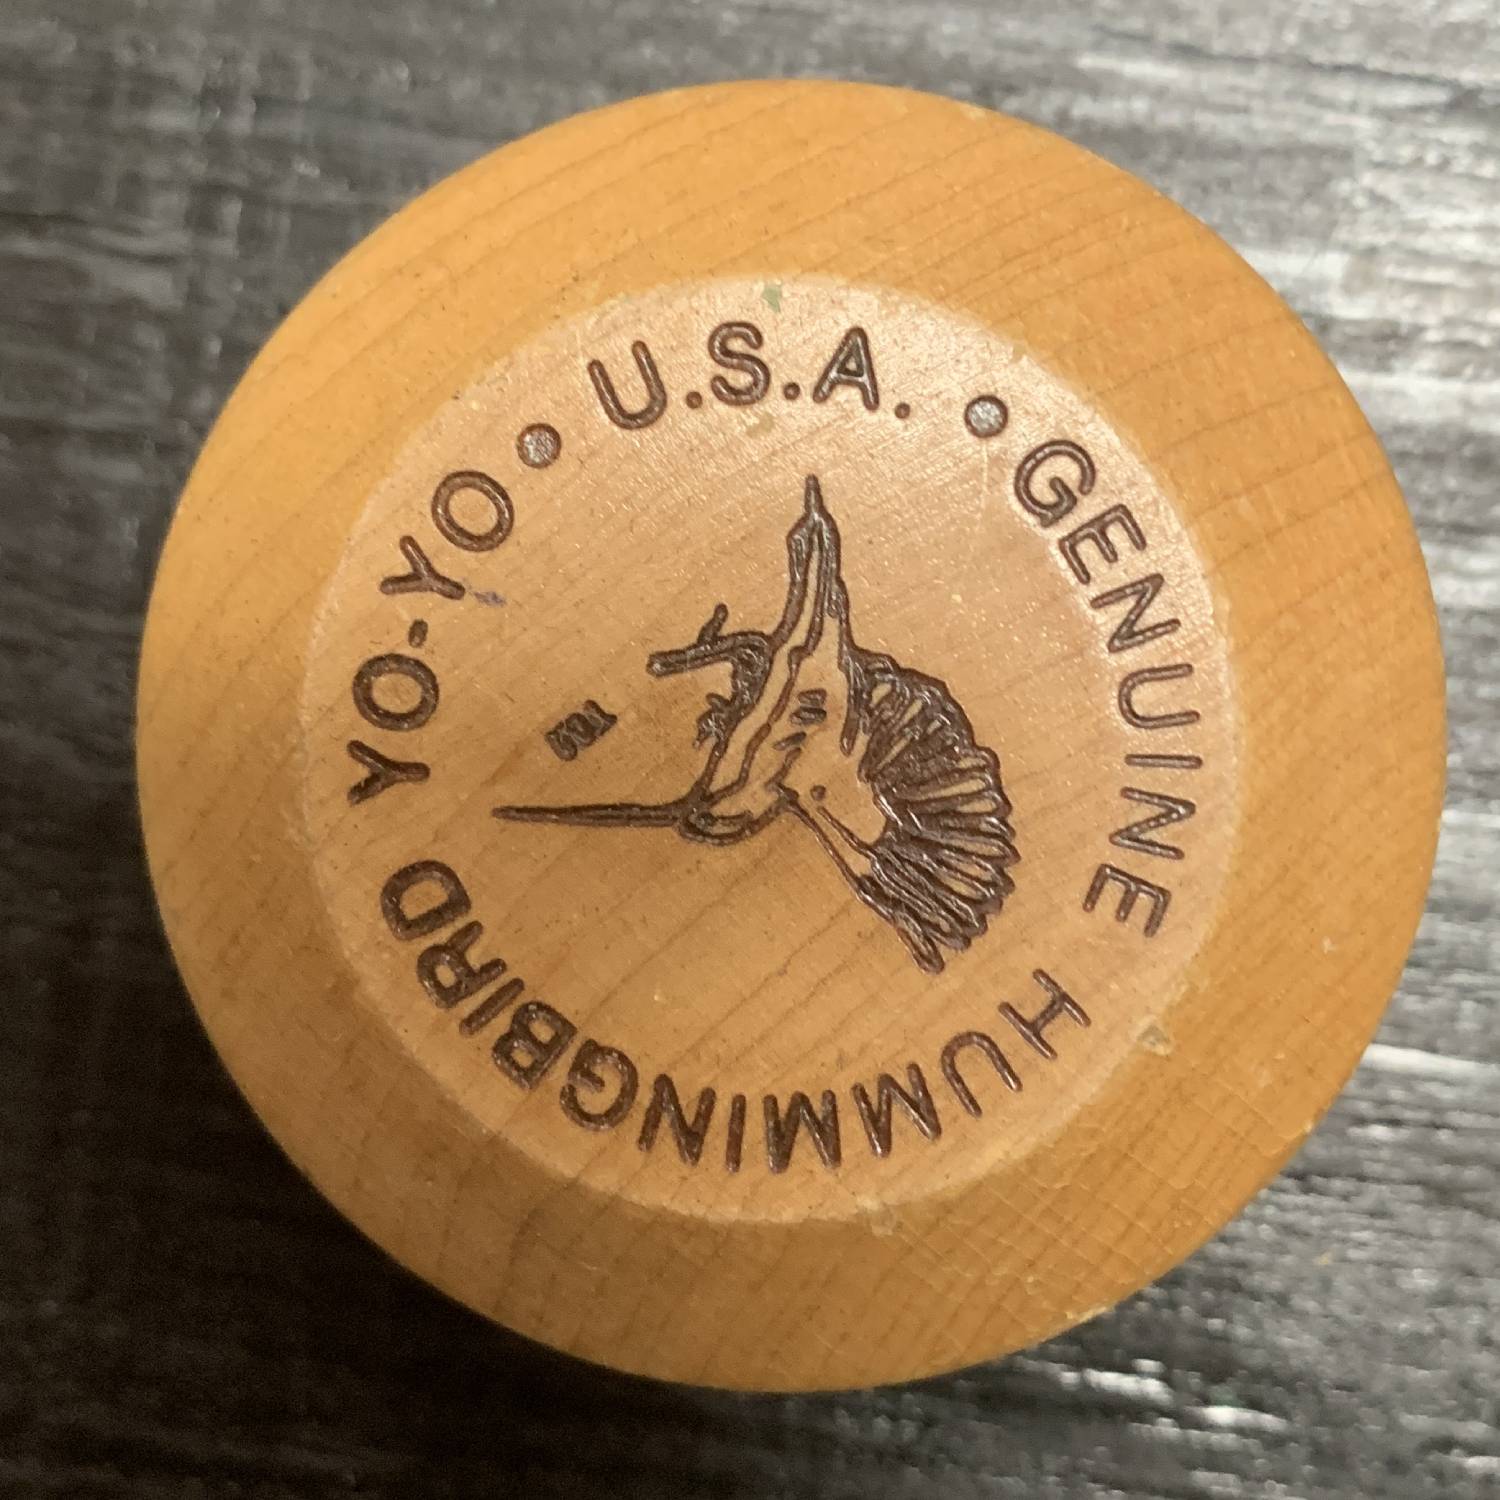 GENUINE HUMMINGBIRD YO-YO • U.S.A. •